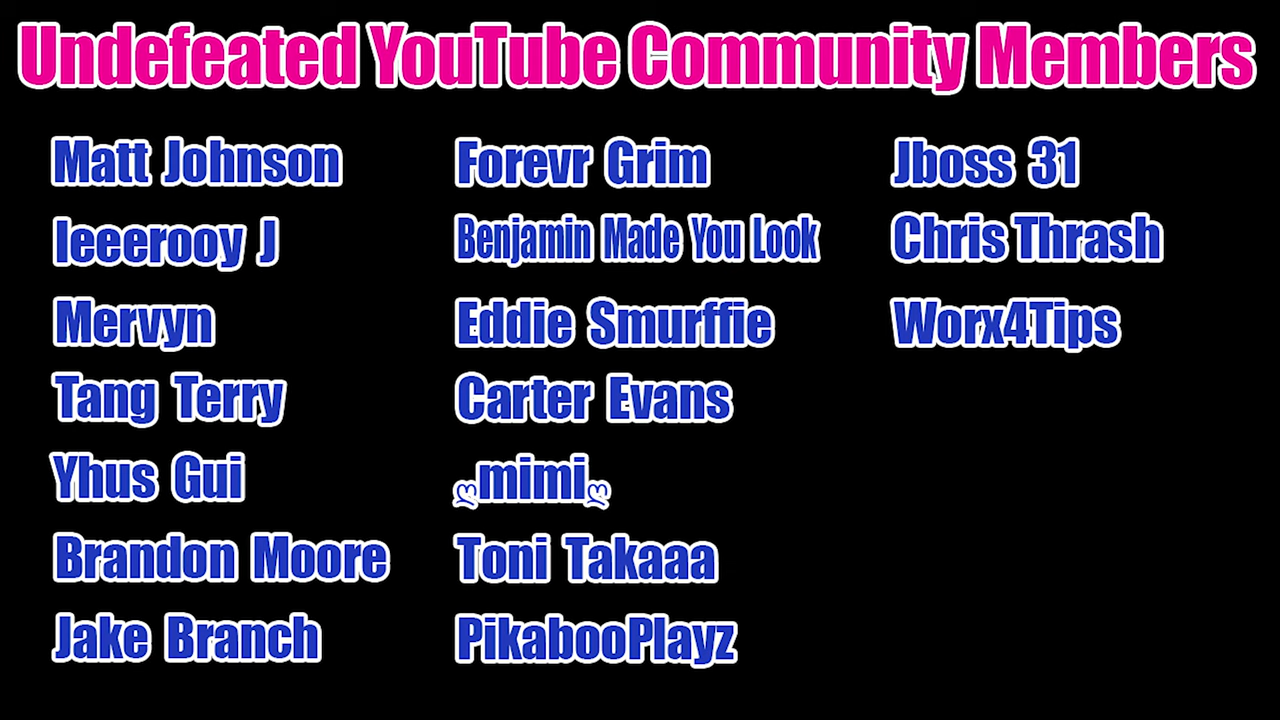 Undefeated YouTube Community Members
Matt Johnson
leeerooy J
Mervyn
Tang Terry
Yhus Gui
Brandon Moore
Jake Branch
Forevr Grim
Benjamin Made You Look
Eddie Smurffie
Carter Evans
ღmimiღ
Toni Takaaa
PikabooPlayz
Jboss 31
Chris Thrash
Worx4Tips